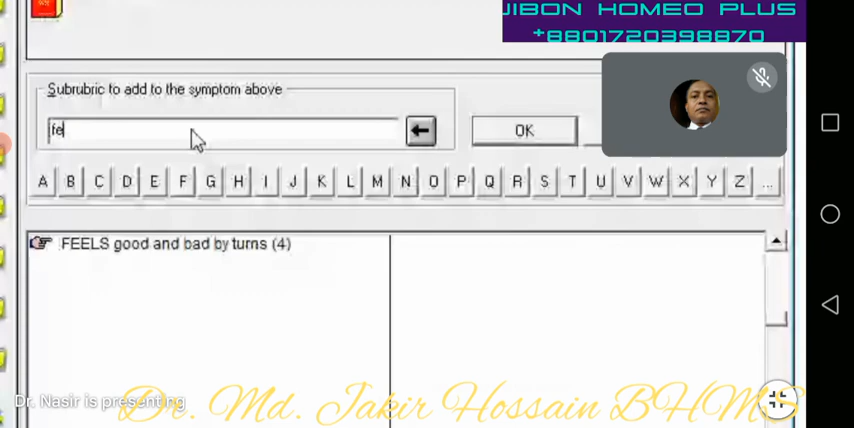 JIBON HOMEO PLUS
+8801720398870
Subrubric to add to the symptom above
fe
OK
A B C D E F G H I J K L M N O P Q R S T U V W X Y Z ...
FEELS good and bad by turns (4)
Dr. Nasir is presenting
Dr. Md. Jakir Hossain BHMS